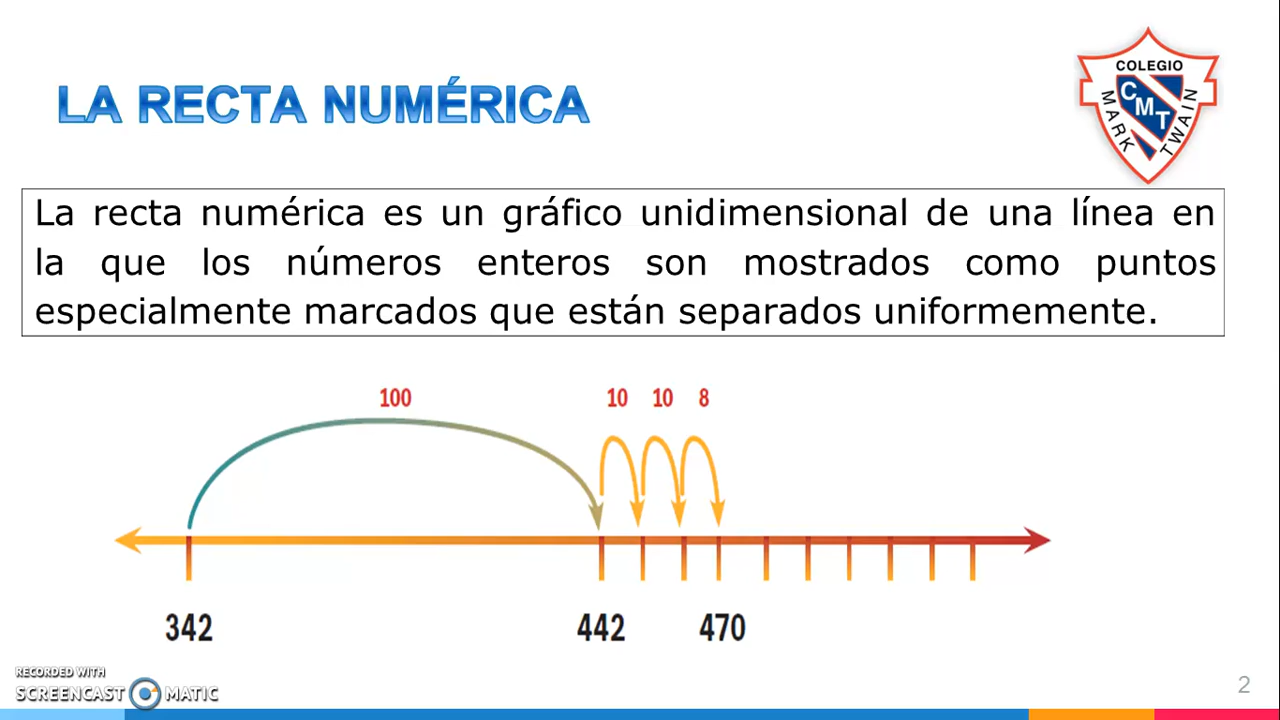 LA RECTA NUMÉRICA
COLEGIO
MARK
CMT
TWAIN
La recta numérica es un gráfico unidimensional de una línea en
la que los números enteros son mostrados como puntos
especialmente marcados que están separados uniformemente.
100 10 10 8
342 442 470
RECORDED WITH
SCREENCAST MATIC
2